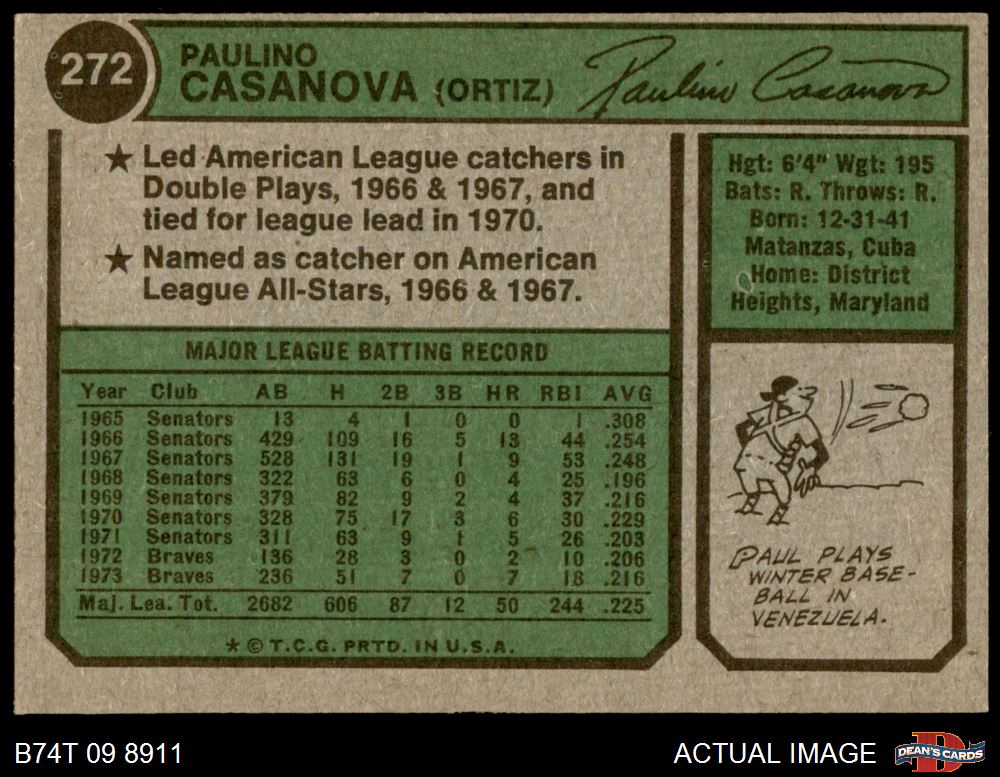 272
PAULINO
CASANOVA (ORTIZ)
Paulino Casanova
★ Led American League catchers in
Double Plays, 1966 & 1967, and
tied for league lead in 1970.
★ Named as catcher on American
League All-Stars, 1966 & 1967.
MAJOR LEAGUE BATTING RECORD
Year Club AB H 2B 3B HR RBI AVG
1965 Senators 13 4 1 0 0 1 .308
1966 Senators 429 109 16 5 13 44 .254
1967 Senators 528 131 19 1 9 53 .248
1968 Senators 322 63 6 0 4 25 .196
1969 Senators 379 82 9 2 4 37 .216
1970 Senators 328 75 17 3 6 30 .229
1971 Senators 311 63 9 1 5 26 .203
1972 Braves 136 28 3 0 2 10 .206
1973 Braves 236 51 7 0 7 18 .216
Maj. Lea. Tot. 2682 606 87 12 50 244 .225
* © T.C.G. PRTD. IN U.S.A.
Hgt: 6'4" Wgt: 195
Bats: R. Throws: R.
Born: 12-31-41
Matanzas, Cuba
Home: District
Heights, Maryland
PAUL PLAYS
WINTER BASE-
BALL IN
VENEZUELA.
B74T 09 8911
ACTUAL IMAGE
D
DEAN'S CARDS